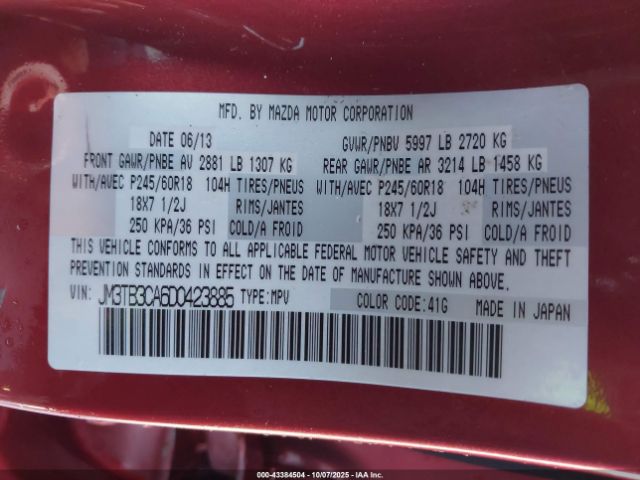 MFD. BY MAZDA MOTOR CORPORATION
DATE 06/13 GVWR/PNBV 5997 LB 2720 KG
FRONT GAWR/PNBE AV 2881 LB 1307 KG REAR GAWR/PNBE AR 3214 LB 1458 KG
WITH/AVEC P245/60R18 104H TIRES/PNEUS WITH/AVEC P245/60R18 104H TIRES/PNEUS
18X7 1/2J RIMS/JANTES 18X7 1/2J RIMS/JANTES
250 KPA/36 PSI COLD/A FROID 250 KPA/36 PSI COLD/A FROID
THIS VEHICLE CONFORMS TO ALL APPLICABLE FEDERAL MOTOR VEHICLE SAFETY AND THEFT
PREVENTION STANDARDS IN EFFECT ON THE DATE OF MANUFACTURE SHOWN ABOVE.
VIN: JM3TB3CA6D0423885 TYPE:MPV COLOR CODE:41G MADE IN JAPAN
000-43384504 - 10/07/2025 - IAA Inc.